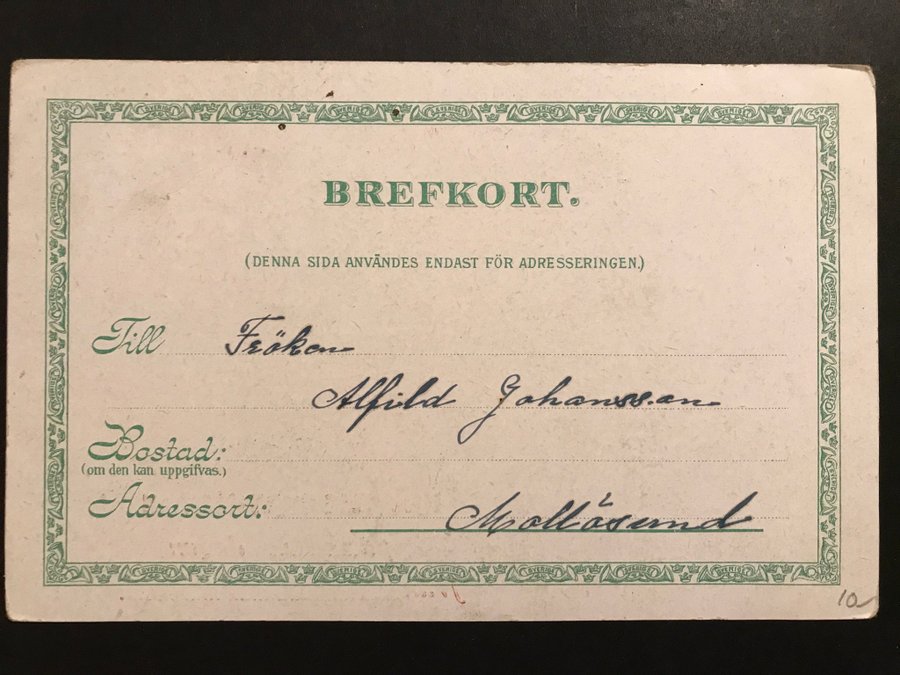 BREFKORT.
(DENNA SIDA ANVÄNDES ENDAST FÖR ADRESSERINGEN.)
Till Fröken
Alfild Johansson
Bostad:
(om den kan uppgifvas.)
Adressort: Mollösund
10